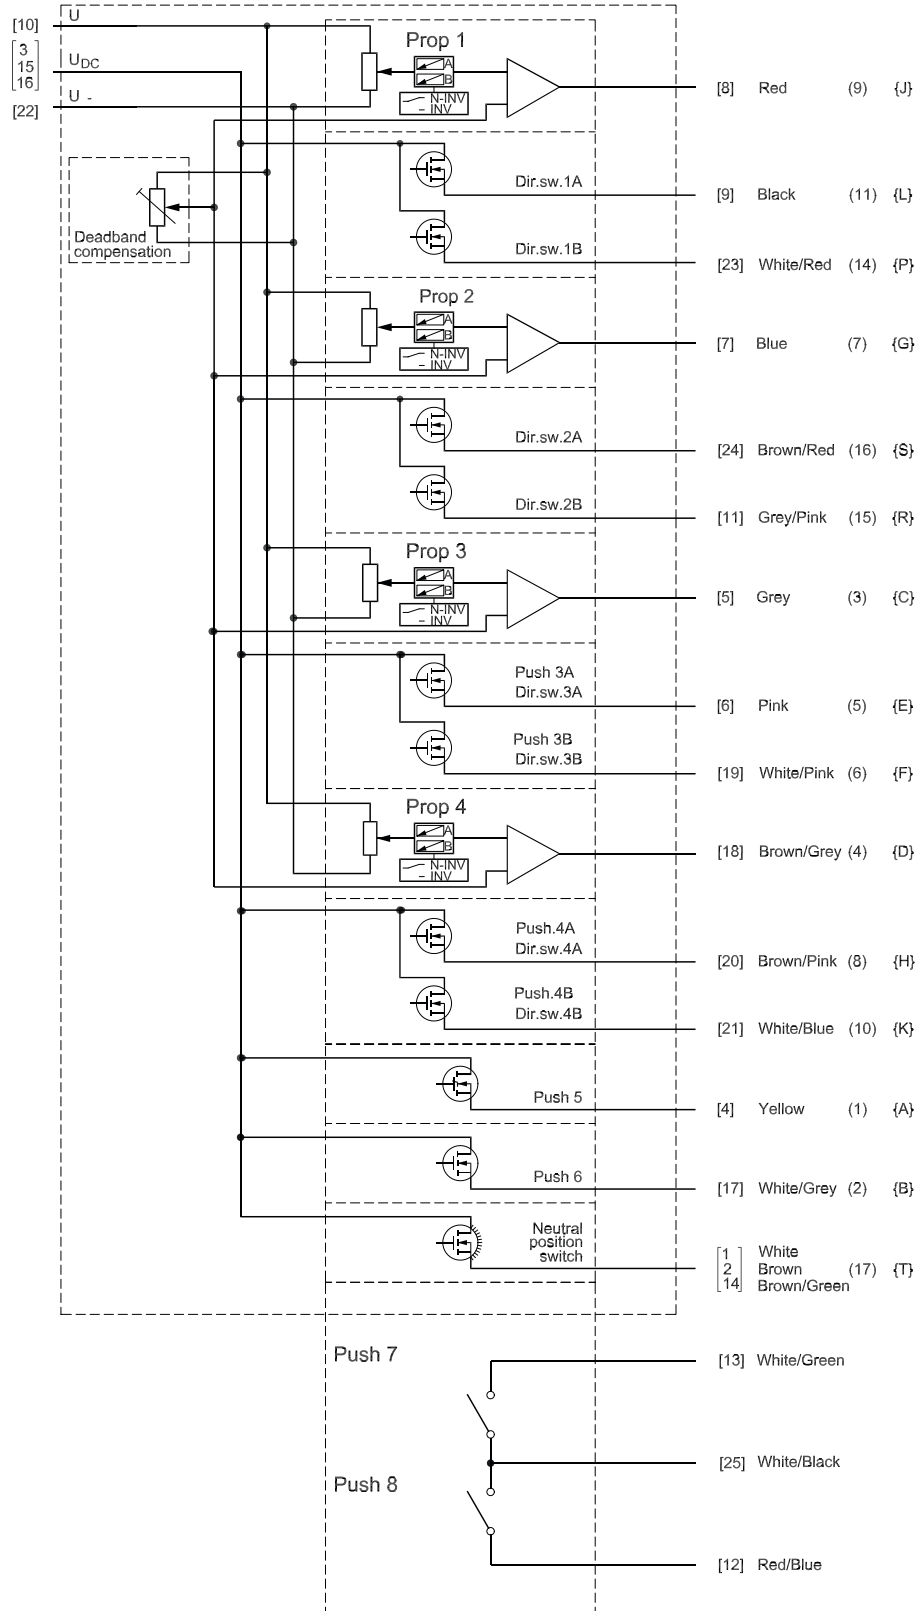 [10] U
3
15
16
U DC
[22] U -
Prop 1
A
B
N-INV
INV
[8] Red (9) {J}
Dir.sw.1A
[9] Black (11) {L}
Deadband
compensation
Dir.sw.1B
[23] White/Red (14) {P}
Prop 2
A
B
N-INV
INV
[7] Blue (7) {G}
Dir.sw.2A
[24] Brown/Red (16) {S}
Dir.sw.2B
[11] Grey/Pink (15) {R}
Prop 3
A
B
N-INV
INV
[5] Grey (3) {C}
Push 3A
Dir.sw.3A
[6] Pink (5) {E}
Push 3B
Dir.sw.3B
[19] White/Pink (6) {F}
Prop 4
A
B
N-INV
INV
[18] Brown/Grey (4) {D}
Push.4A
Dir.sw.4A
[20] Brown/Pink (8) {H}
Push.4B
Dir.sw.4B
[21] White/Blue (10) {K}
Push 5
[4] Yellow (1) {A}
Push 6
[17] White/Grey (2) {B}
Neutral
position
switch
1 White
2 Brown (17) {T}
14 Brown/Green
Push 7
[13] White/Green
[25] White/Black
Push 8
[12] Red/Blue